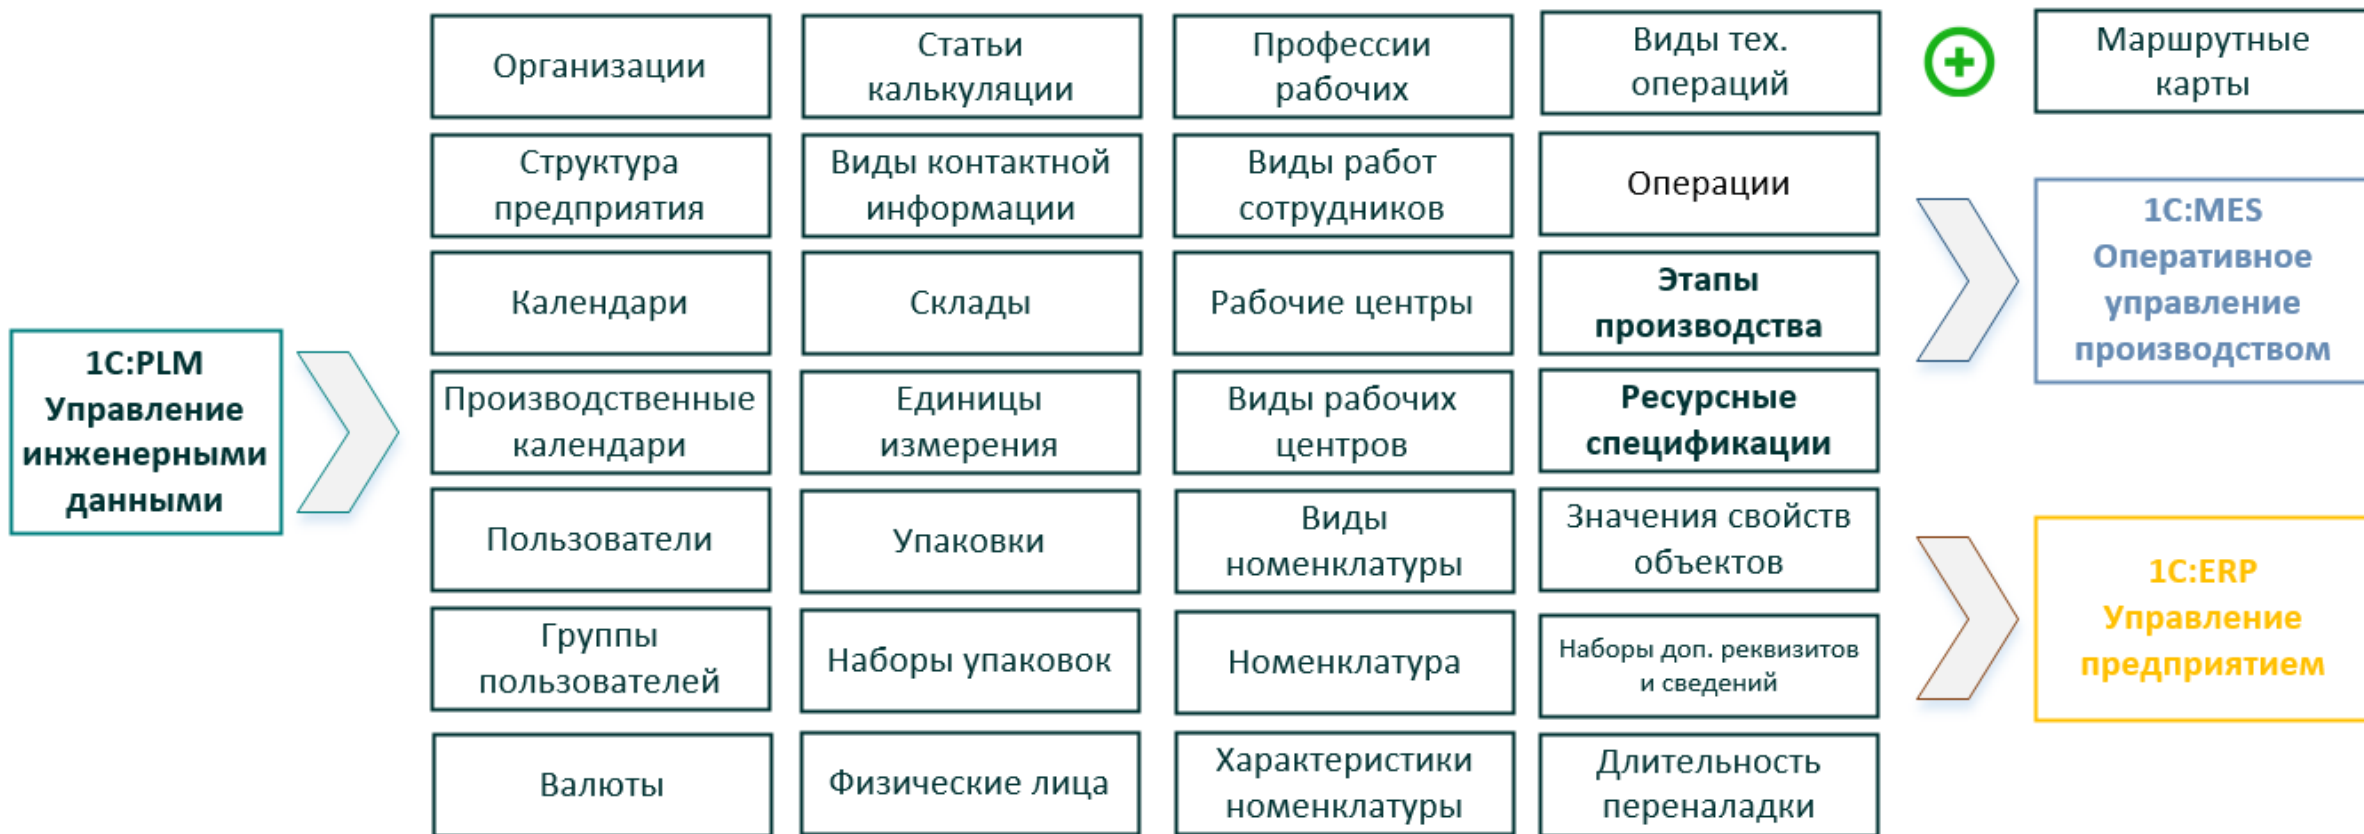 1С:PLM
Управление
инженерными
данными
Организации
Структура
предприятия
Календари
Производственные
календари
Пользователи
Группы
пользователей
Валюты
Статьи
калькуляции
Виды контактной
информации
Склады
Единицы
измерения
Упаковки
Наборы упаковок
Физические лица
Профессии
рабочих
Виды работ
сотрудников
Рабочие центры
Виды рабочих
центров
Виды
номенклатуры
Номенклатура
Характеристики
номенклатуры
Виды тех.
операций
Операции
Этапы
производства
Ресурсные
спецификации
Значения свойств
объектов
Наборы доп. реквизитов
и сведений
Длительность
переналадки
Маршрутные
карты
1С:MES
Оперативное
управление
производством
1С:ERP
Управление
предприятием